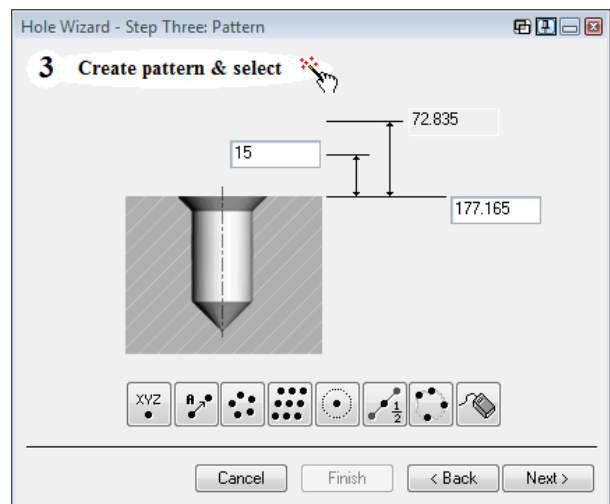 Hole Wizard - Step Three: Pattern
3 Create pattern & select
72.835
15
177.165
XYZ
A
1/2
Cancel Finish < Back Next >